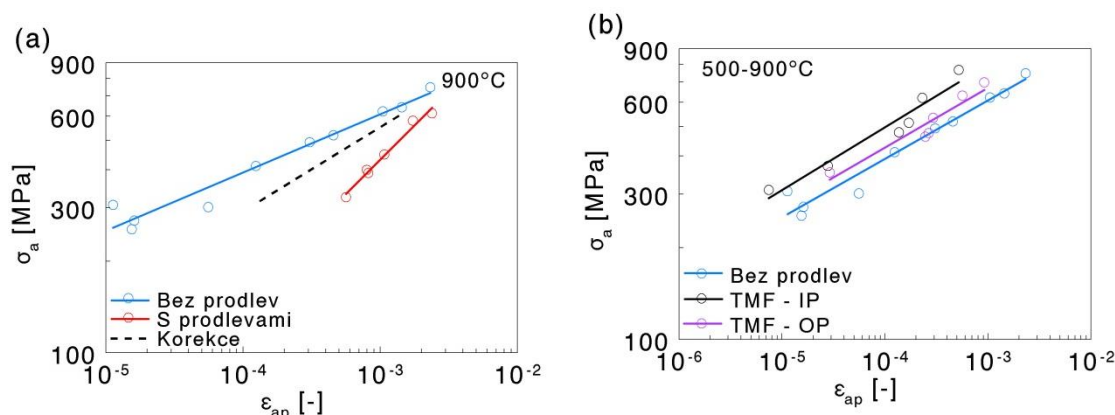 (a)
900
900°C
600
σa [MPa]
300
Bez prodlev
S prodlevami
Korekce
100
10-5
10-4
10-3
10-2
εap [-]
(b)
900
500-900°C
600
σa [MPa]
300
Bez prodlev
TMF - IP
TMF - OP
100
10-6
10-5
10-4
10-3
10-2
εap [-]